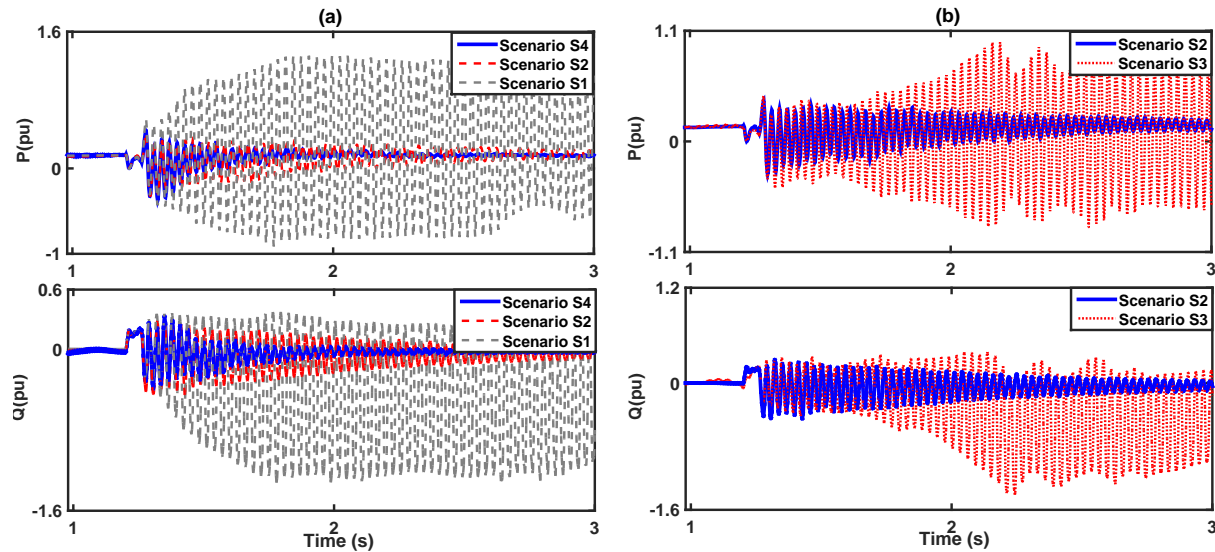 (a)
1.6
0
-1
P(pu)
Scenario S4
Scenario S2
Scenario S1
1
2
3
0.6
0
-1.6
Q(pu)
Scenario S4
Scenario S2
Scenario S1
1
2
3
Time (s)
(b)
1.1
0
-1.1
P(pu)
Scenario S2
Scenario S3
1
2
3
1.2
0
-1.6
Q(pu)
Scenario S2
Scenario S3
1
2
3
Time (s)